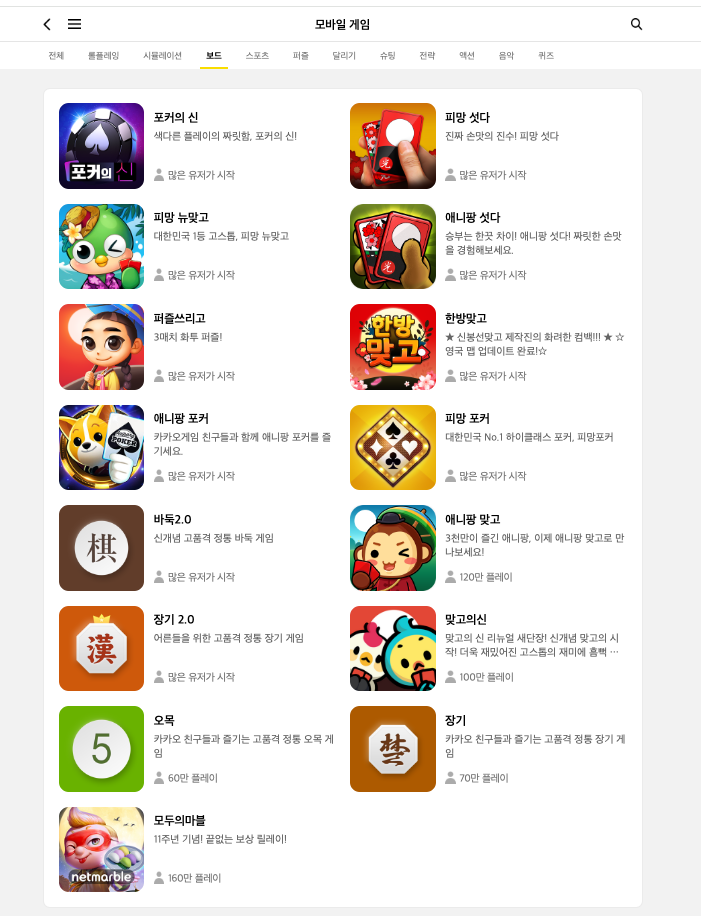 모바일 게임
전체 롤플레잉 시뮬레이션 보드 스포츠 퍼즐 달리기 슈팅 전략 액션 음악 퀴즈
포커의 신
포커의 신
색다른 플레이의 짜릿함, 포커의 신!
많은 유저가 시작
光
피망 섯다
진짜 손맛의 진수! 피망 섯다
많은 유저가 시작
피망 뉴맞고
대한민국 1등 고스톱, 피망 뉴맞고
많은 유저가 시작
光
애니팡 섯다
승부는 한끗 차이! 애니팡 섯다! 짜릿한 손맛
을 경험해보세요.
많은 유저가 시작
퍼즐쓰리고
3매치 화투 퍼즐!
많은 유저가 시작
한방
맞고
한방맞고
★ 신봉선맞고 제작진의 화려한 컴백!!! ★ ☆
영국 맵 업데이트 완료!☆
많은 유저가 시작
POKER
애니팡 포커
카카오게임 친구들과 함께 애니팡 포커를 즐
기세요.
많은 유저가 시작
피망 포커
대한민국 No.1 하이클래스 포커, 피망포커
많은 유저가 시작
棋
바둑2.0
신개념 고품격 정통 바둑 게임
많은 유저가 시작
애니팡 맞고
3천만이 즐긴 애니팡, 이제 애니팡 맞고로 만
나보세요!
120만 플레이
漢
장기 2.0
어른들을 위한 고품격 정통 장기 게임
많은 유저가 시작
맞고의신
맞고의 신 리뉴얼 새단장! 신개념 맞고의 시
작! 더욱 재밌어진 고스톱의 재미에 흠뻑 …
100만 플레이
5
오목
카카오 친구들과 즐기는 고품격 정통 오목 게
임
60만 플레이
楚
장기
카카오 친구들과 즐기는 고품격 정통 장기 게
임
70만 플레이
netmarble
모두의마블
11주년 기념! 끝없는 보상 릴레이!
160만 플레이